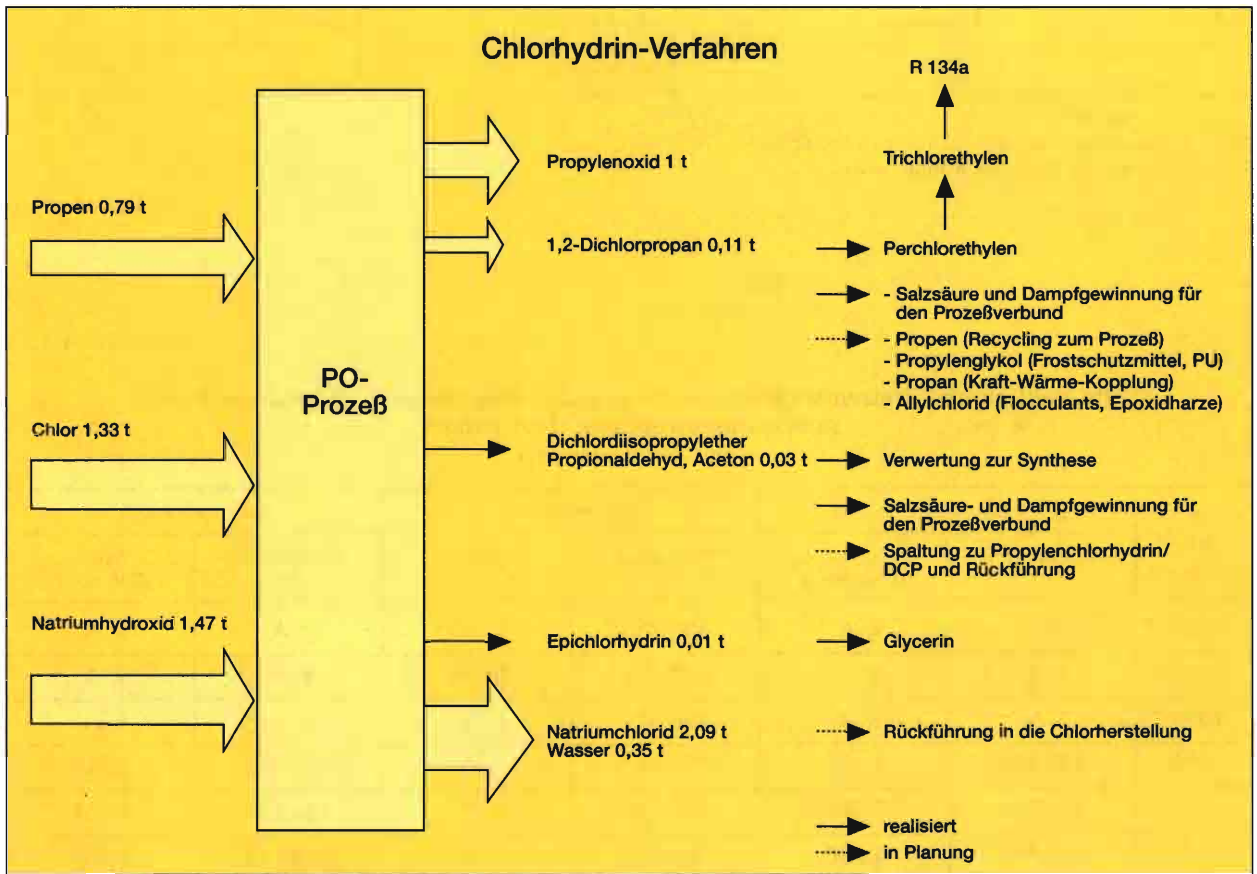 Chlorhydrin-Verfahren
R 134a
Trichlorethylen
Propylenoxid 1 t
Propen 0,79 t
1,2-Dichlorpropan 0,11 t
Perchlorethylen
- Salzsäure und Dampfgewinnung für
den Prozeßverbund
- Propen (Recycling zum Prozeß)
- Propylenglykol (Frostschutzmittel, PU)
- Propan (Kraft-Wärme-Kopplung)
- Allylchlorid (Flocculants, Epoxidharze)
PO-
Prozeß
Chlor 1,33 t
Dichlordiisopropylether
Propionaldehyd, Aceton 0,03 t
Verwertung zur Synthese
Salzsäure- und Dampfgewinnung für
den Prozeßverbund
Spaltung zu Propylenchlorhydrin/
DCP und Rückführung
Natriumhydroxid 1,47 t
Epichlorhydrin 0,01 t
Glycerin
Natriumchlorid 2,09 t
Wasser 0,35 t
Rückführung in die Chlorherstellung
realisiert
in Planung